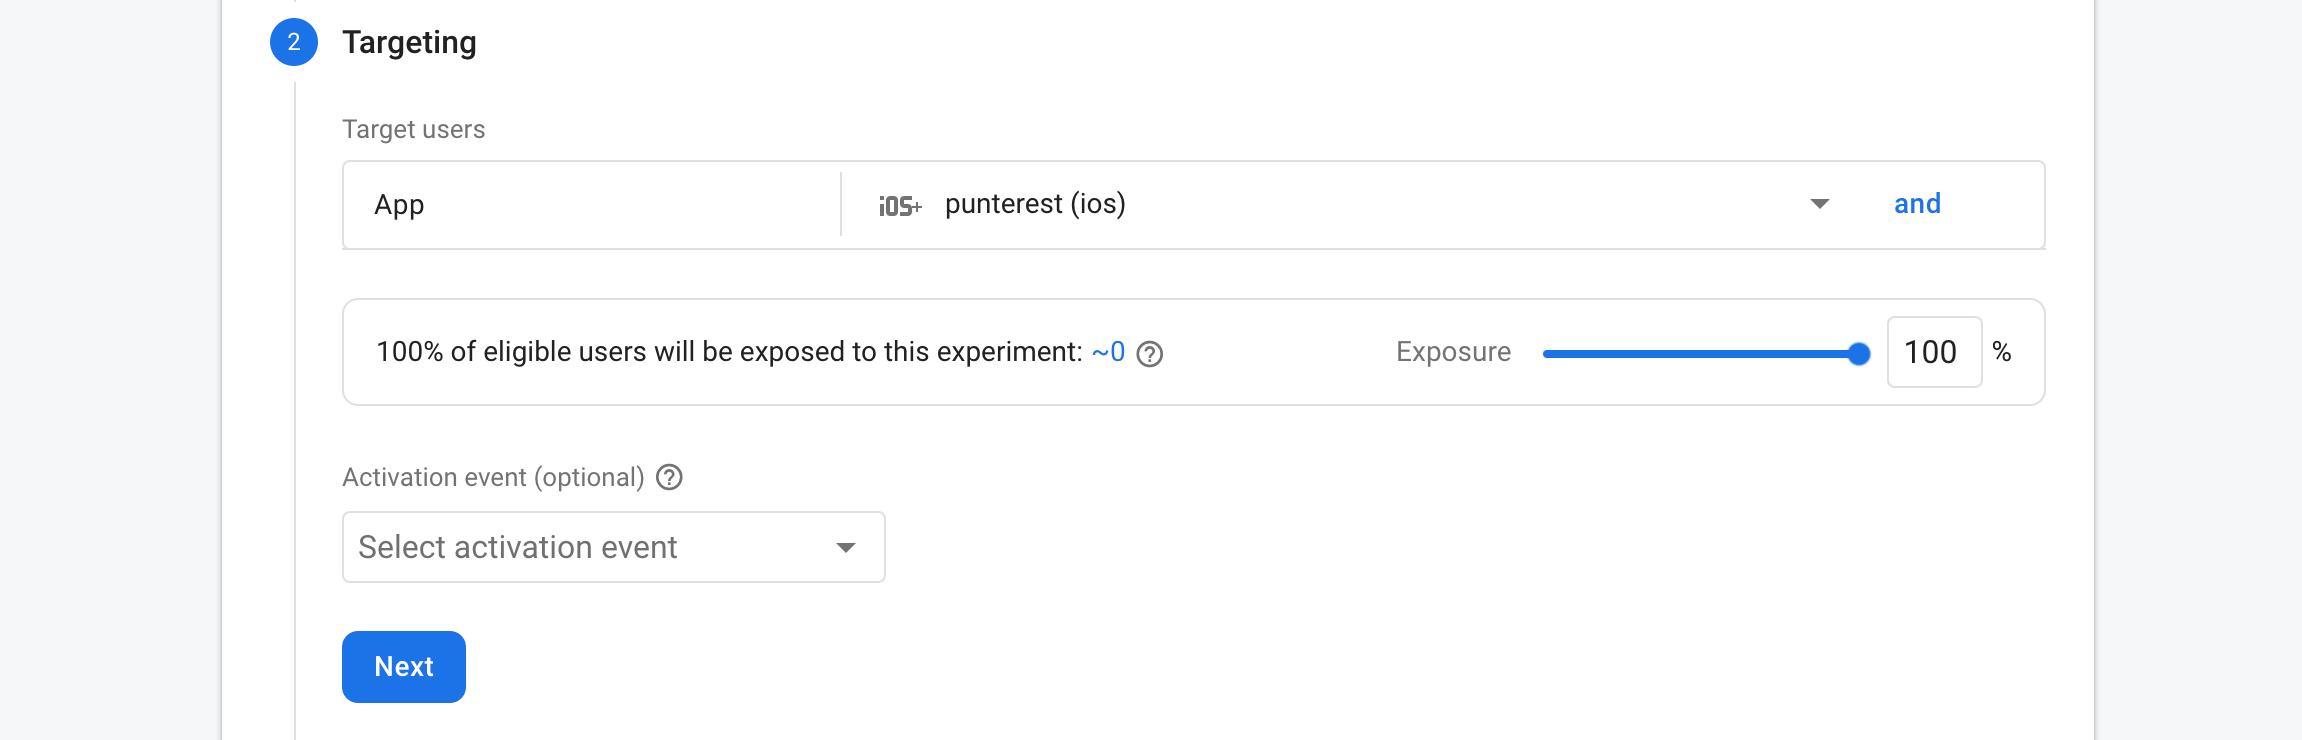 2 Targeting
Target users
App iOS+ punterest (ios) and
100% of eligible users will be exposed to this experiment: ~0 ? Exposure 100 %
Activation event (optional) ?
Select activation event
Next